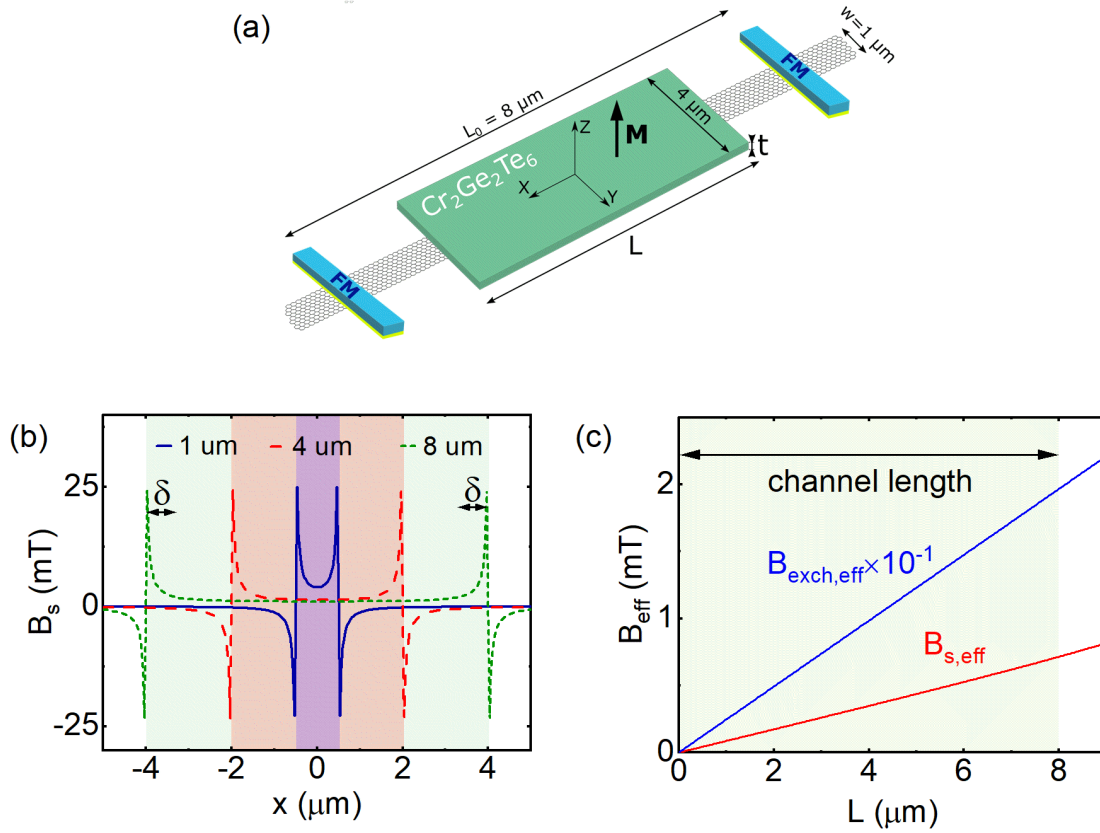 (a)
w=1 μm
FM
L₀ = 8 μm
4 μm
M
Z
t
Cr₂Ge₂Te₆
X
Y
L
FM
(b)
1 um 4 um 8 um
δ δ
25
0
-25
Bₛ (mT)
-4 -2 0 2 4
x (μm)
(c)
channel length
B_exch,eff×10⁻¹
B_s,eff
2
1
0
B_eff (mT)
0 2 4 6 8
L (μm)